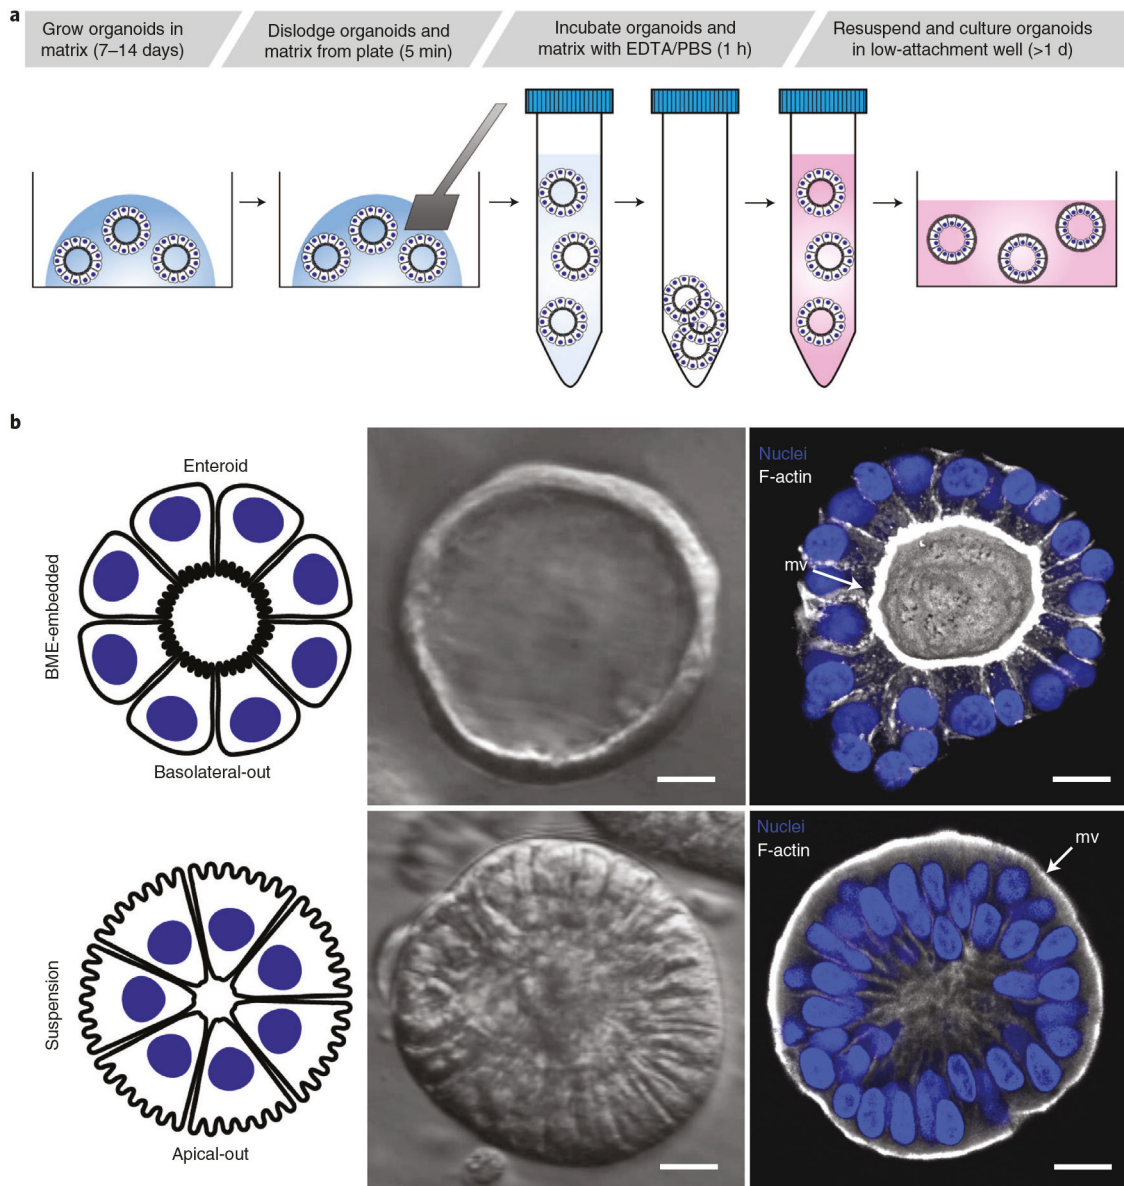 a
Grow organoids in
matrix (7–14 days)
Dislodge organoids and
matrix from plate (5 min)
Incubate organoids and
matrix with EDTA/PBS (1 h)
Resuspend and culture organoids
in low-attachment well (>1 d)
b
Enteroid
BME-embedded
Basolateral-out
Nuclei
F-actin
mv
Suspension
Apical-out
Nuclei
F-actin
mv